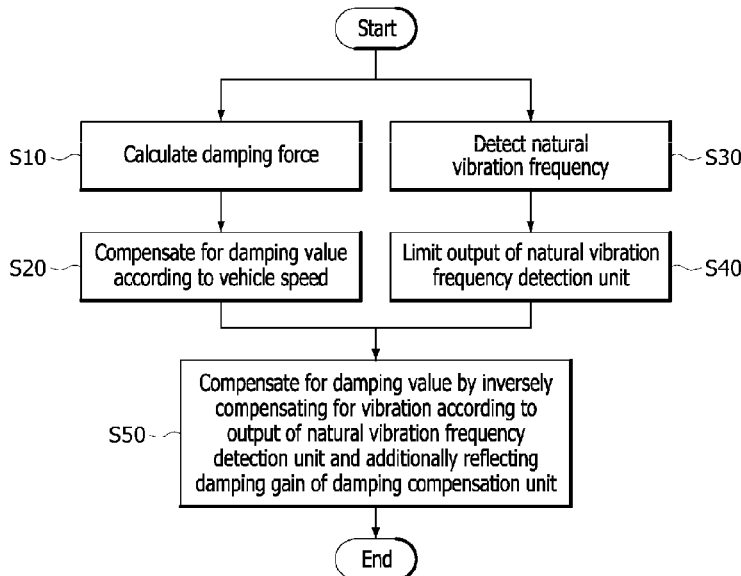 Start
S10
Calculate damping force
Detect natural
vibration frequency
S30
S20
Compensate for damping value
according to vehicle speed
Limit output of natural vibration
frequency detection unit
S40
S50
Compensate for damping value by inversely
compensating for vibration according to
output of natural vibration frequency
detection unit and additionally reflecting
damping gain of damping compensation unit
End